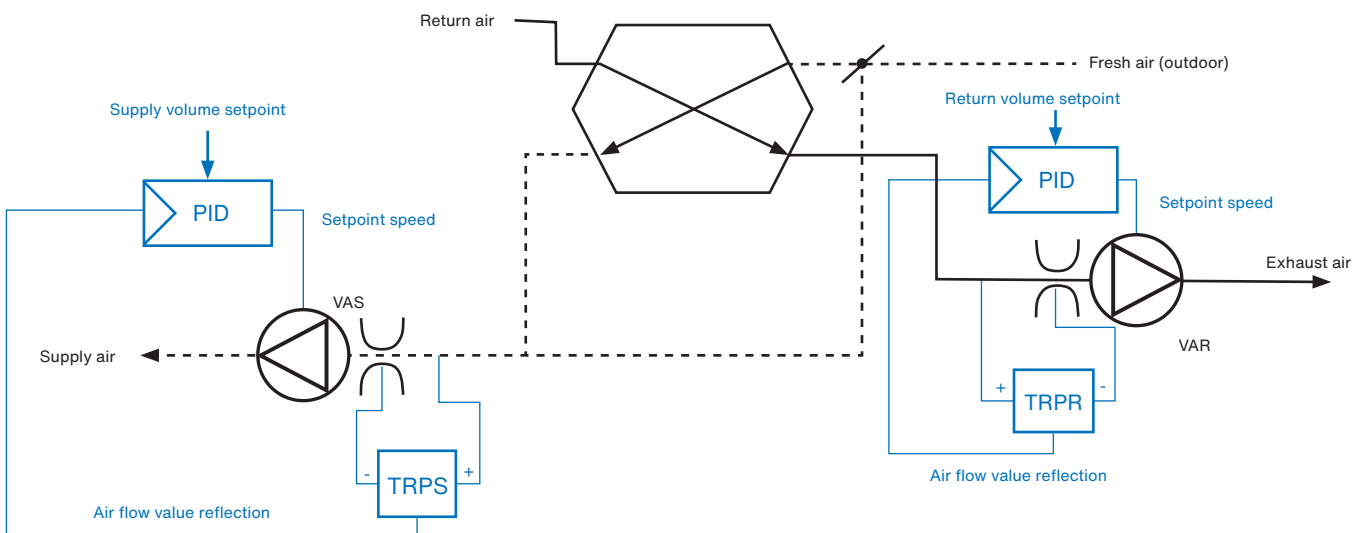 Return air
Fresh air (outdoor)
Supply volume setpoint
Return volume setpoint
PID
PID
Setpoint speed
Setpoint speed
Exhaust air
VAS
VAR
Supply air
+
-
TRPR
-
+
TRPS
Air flow value reflection
Air flow value reflection